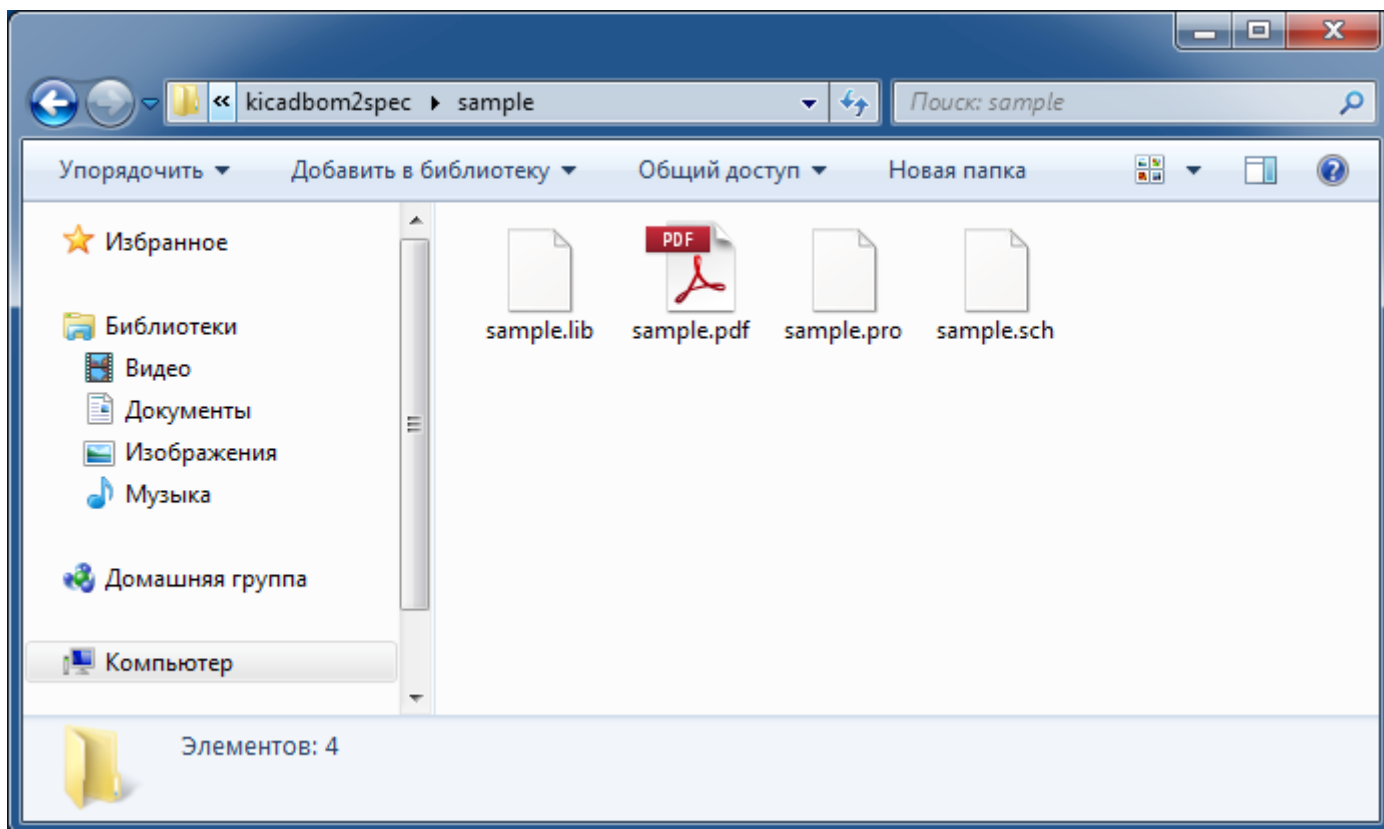 « kicadbom2spec ▸ sample
Поиск: sample
Упорядочить Добавить в библиотеку Общий доступ Новая папка
Избранное
Библиотеки
Видео
Документы
Изображения
Музыка
Домашняя группа
Компьютер
PDF
sample.lib sample.pdf sample.pro sample.sch
Элементов: 4